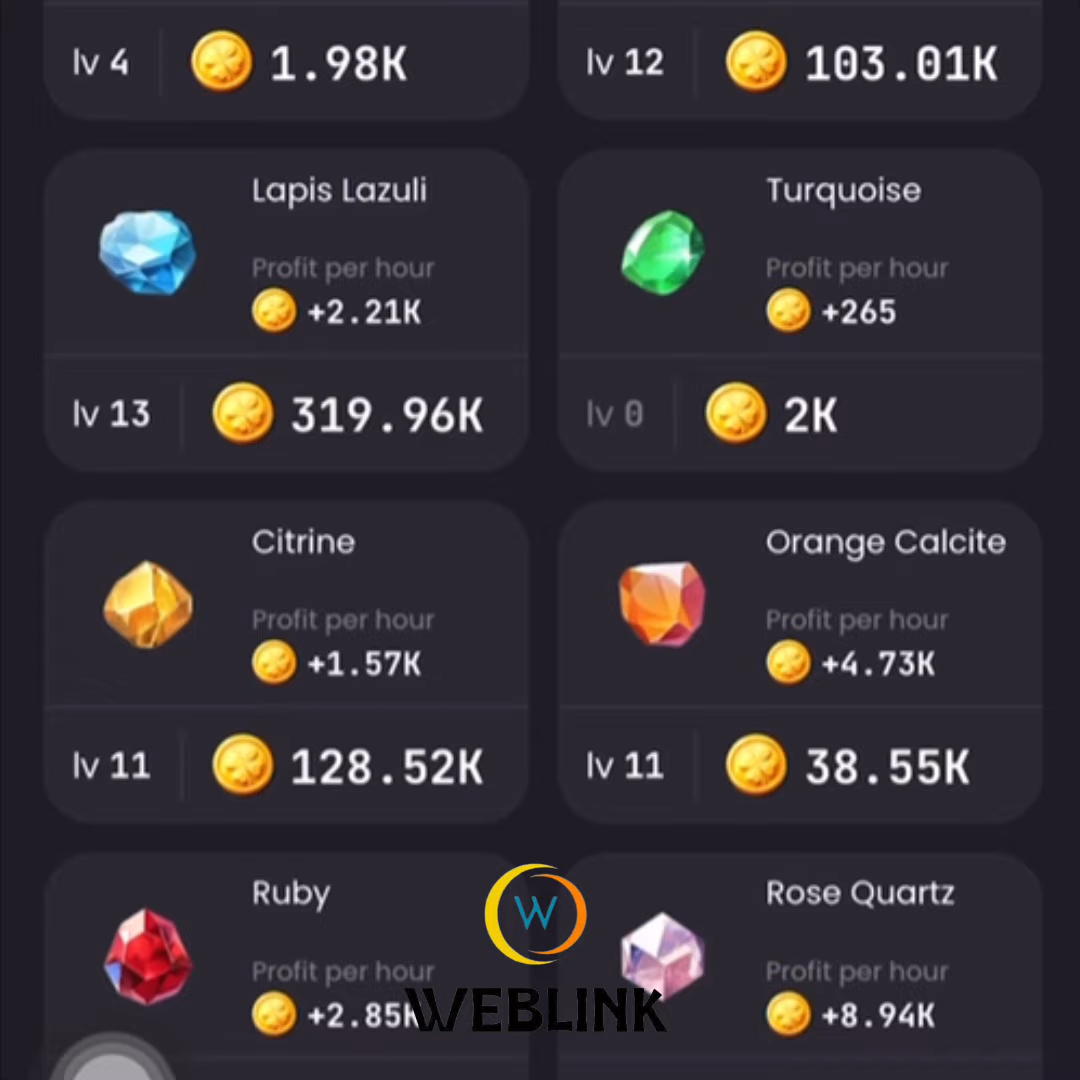 lv 4 1.98K
lv 12 103.01K
Lapis Lazuli
Profit per hour
+2.21K
lv 13 319.96K
Turquoise
Profit per hour
+265
lv 0 2K
Citrine
Profit per hour
+1.57K
lv 11 128.52K
Orange Calcite
Profit per hour
+4.73K
lv 11 38.55K
Ruby
Profit per hour
+2.85K
Rose Quartz
Profit per hour
+8.94K
W
WEBLINK